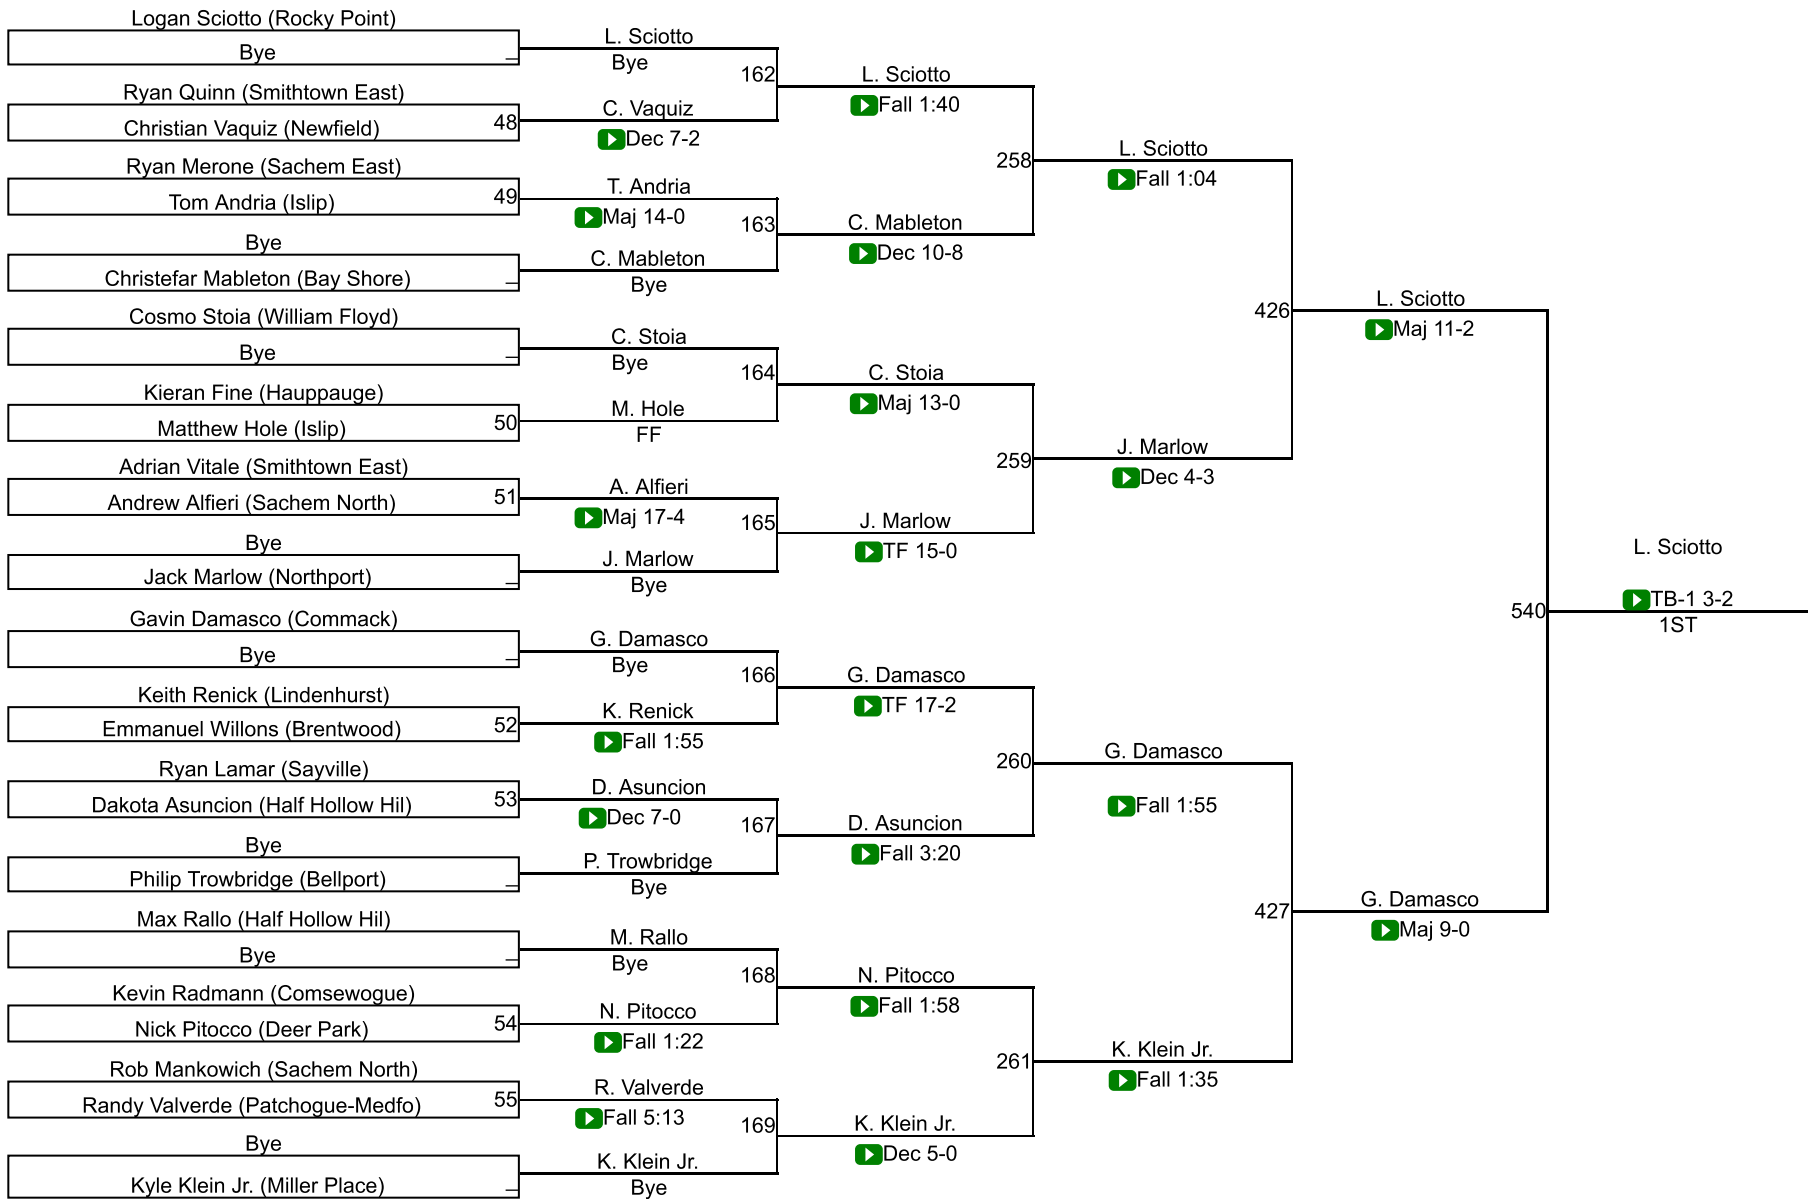 Logan Sciotto (Rocky Point)
Bye
Ryan Quinn (Smithtown East)
Christian Vaquiz (Newfield) 48
Ryan Merone (Sachem East)
Tom Andria (Islip) 49
Bye
Christefar Mableton (Bay Shore)
Cosmo Stoia (William Floyd)
Bye
Kieran Fine (Hauppauge)
Matthew Hole (Islip) 50
Adrian Vitale (Smithtown East)
Andrew Alfieri (Sachem North) 51
Bye
Jack Marlow (Northport)
Gavin Damasco (Commack)
Bye
Keith Renick (Lindenhurst)
Emmanuel Willons (Brentwood) 52
Ryan Lamar (Sayville)
Dakota Asuncion (Half Hollow Hil) 53
Bye
Philip Trowbridge (Bellport)
Max Rallo (Half Hollow Hil)
Bye
Kevin Radmann (Comsewogue)
Nick Pitocco (Deer Park) 54
Rob Mankowich (Sachem North)
Randy Valverde (Patchogue-Medfo) 55
Bye
Kyle Klein Jr. (Miller Place)
L. Sciotto
Bye
162
C. Vaquiz
Dec 7-2
T. Andria
Maj 14-0
163
C. Mableton
Bye
C. Stoia
Bye
164
M. Hole
FF
A. Alfieri
Maj 17-4
165
J. Marlow
Bye
G. Damasco
Bye
166
K. Renick
Fall 1:55
D. Asuncion
Dec 7-0
167
P. Trowbridge
Bye
M. Rallo
Bye
168
N. Pitocco
Fall 1:22
R. Valverde
Fall 5:13
169
K. Klein Jr.
Bye
L. Sciotto
Fall 1:40
258
C. Mableton
Dec 10-8
C. Stoia
Maj 13-0
259
J. Marlow
TF 15-0
G. Damasco
TF 17-2
260
D. Asuncion
Fall 3:20
N. Pitocco
Fall 1:58
261
K. Klein Jr.
Dec 5-0
L. Sciotto
Fall 1:04
426
J. Marlow
Dec 4-3
G. Damasco
Fall 1:55
427
K. Klein Jr.
Fall 1:35
L. Sciotto
Maj 11-2
540
G. Damasco
Maj 9-0
L. Sciotto
TB-1 3-2
1ST